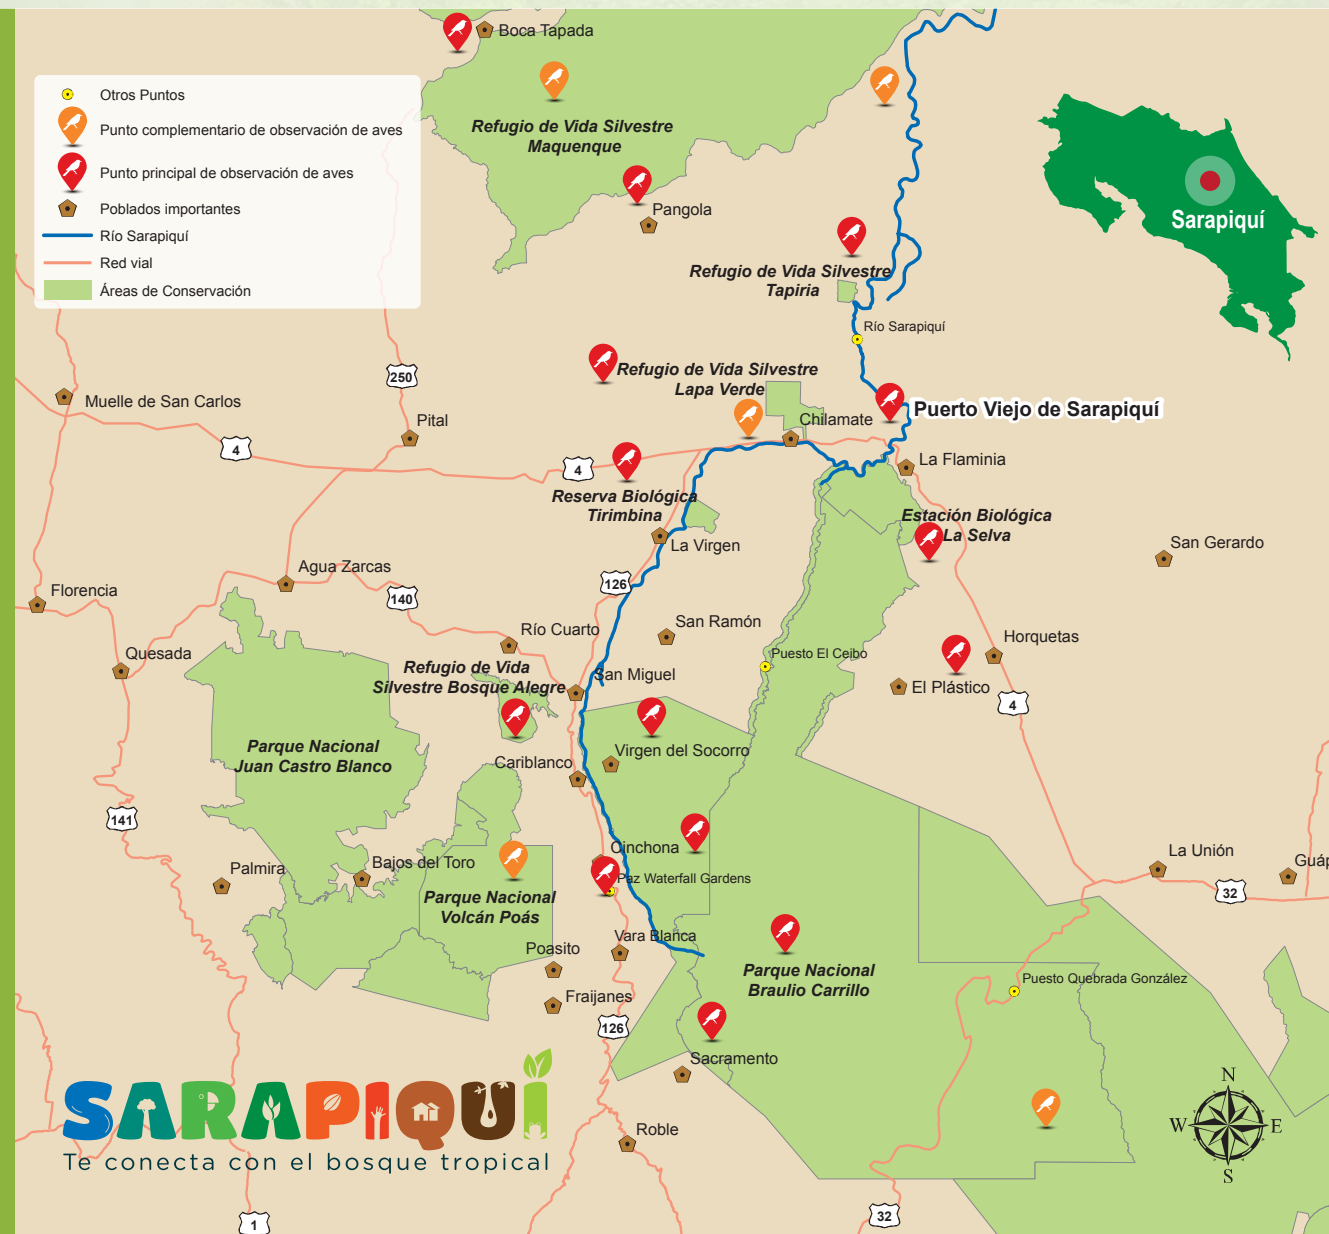 Boca Tapada
Otros Puntos
Punto complementario de observación de aves
Punto principal de observación de aves
Poblados importantes
Río Sarapiquí
Red vial
Áreas de Conservación
Refugio de Vida Silvestre
Maquenque
Pangola
Sarapiquí
Refugio de Vida Silvestre
Tapiria
Río Sarapiquí
Refugio de Vida Silvestre
Lapa Verde
250
Muelle de San Carlos
Pital
Chilamate
Puerto Viejo de Sarapiquí
4
4
La Flaminia
Reserva Biológica
Tirimbina
Estación Biológica
La Selva
La Virgen
San Gerardo
Agua Zarcas
126
140
Florencia
San Ramón
Río Cuarto
Horquetas
Quesada
Puesto El Ceibo
Refugio de Vida
Silvestre Bosque Alegre
San Miguel
El Plástico
4
Parque Nacional
Juan Castro Blanco
Virgen del Socorro
Cariblanco
141
Cinchona
La Unión
Bajos del Toro
Palmira
Guáp
Paz Waterfall Gardens
32
Parque Nacional
Volcán Poás
Vara Blanca
Poasito
Parque Nacional
Braulio Carrillo
Puesto Quebrada González
Fraijanes
126
Sacramento
SARAPIQUÍ
Te conecta con el bosque tropical
Roble
N
W
E
S
1
32